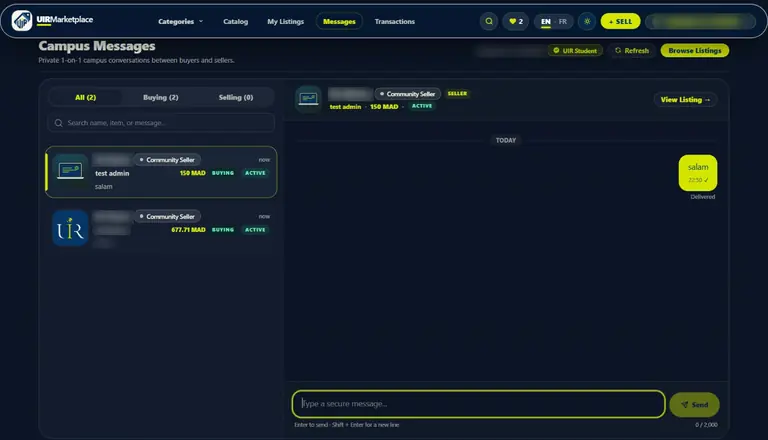 UIRMarketplace
Categories
Catalog
My Listings
Messages
Transactions
2
EN · FR
+ SELL
Campus Messages
Private 1-on-1 campus conversations between buyers and sellers.
UIR Student
Refresh
Browse Listings
All (2)
Buying (2)
Selling (0)
Search name, item, or message...
Community Seller
now
test admin
150 MAD
BUYING
ACTIVE
salam
UIR
Community Seller
now
677.71 MAD
BUYING
ACTIVE
Community Seller
SELLER
test admin · 150 MAD ·
ACTIVE
View Listing →
TODAY
salam
22:50 ✓
Delivered
Type a secure message...
Send
Enter to send · Shift + Enter for a new line
0 / 2,000